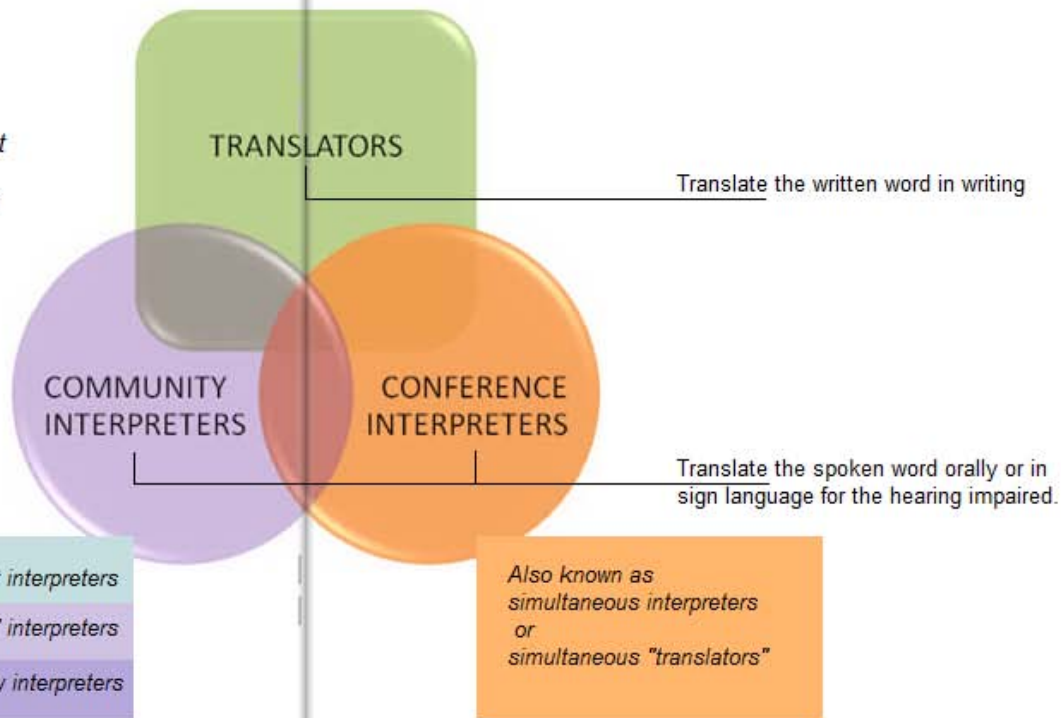 TRANSLATORS
Translate the written word in writing
COMMUNITY
INTERPRETERS
CONFERENCE
INTERPRETERS
Translate the spoken word orally or in
sign language for the hearing impaired.
interpreters
interpreters
interpreters
Also known as
simultaneous interpreters
or
simultaneous "translators"